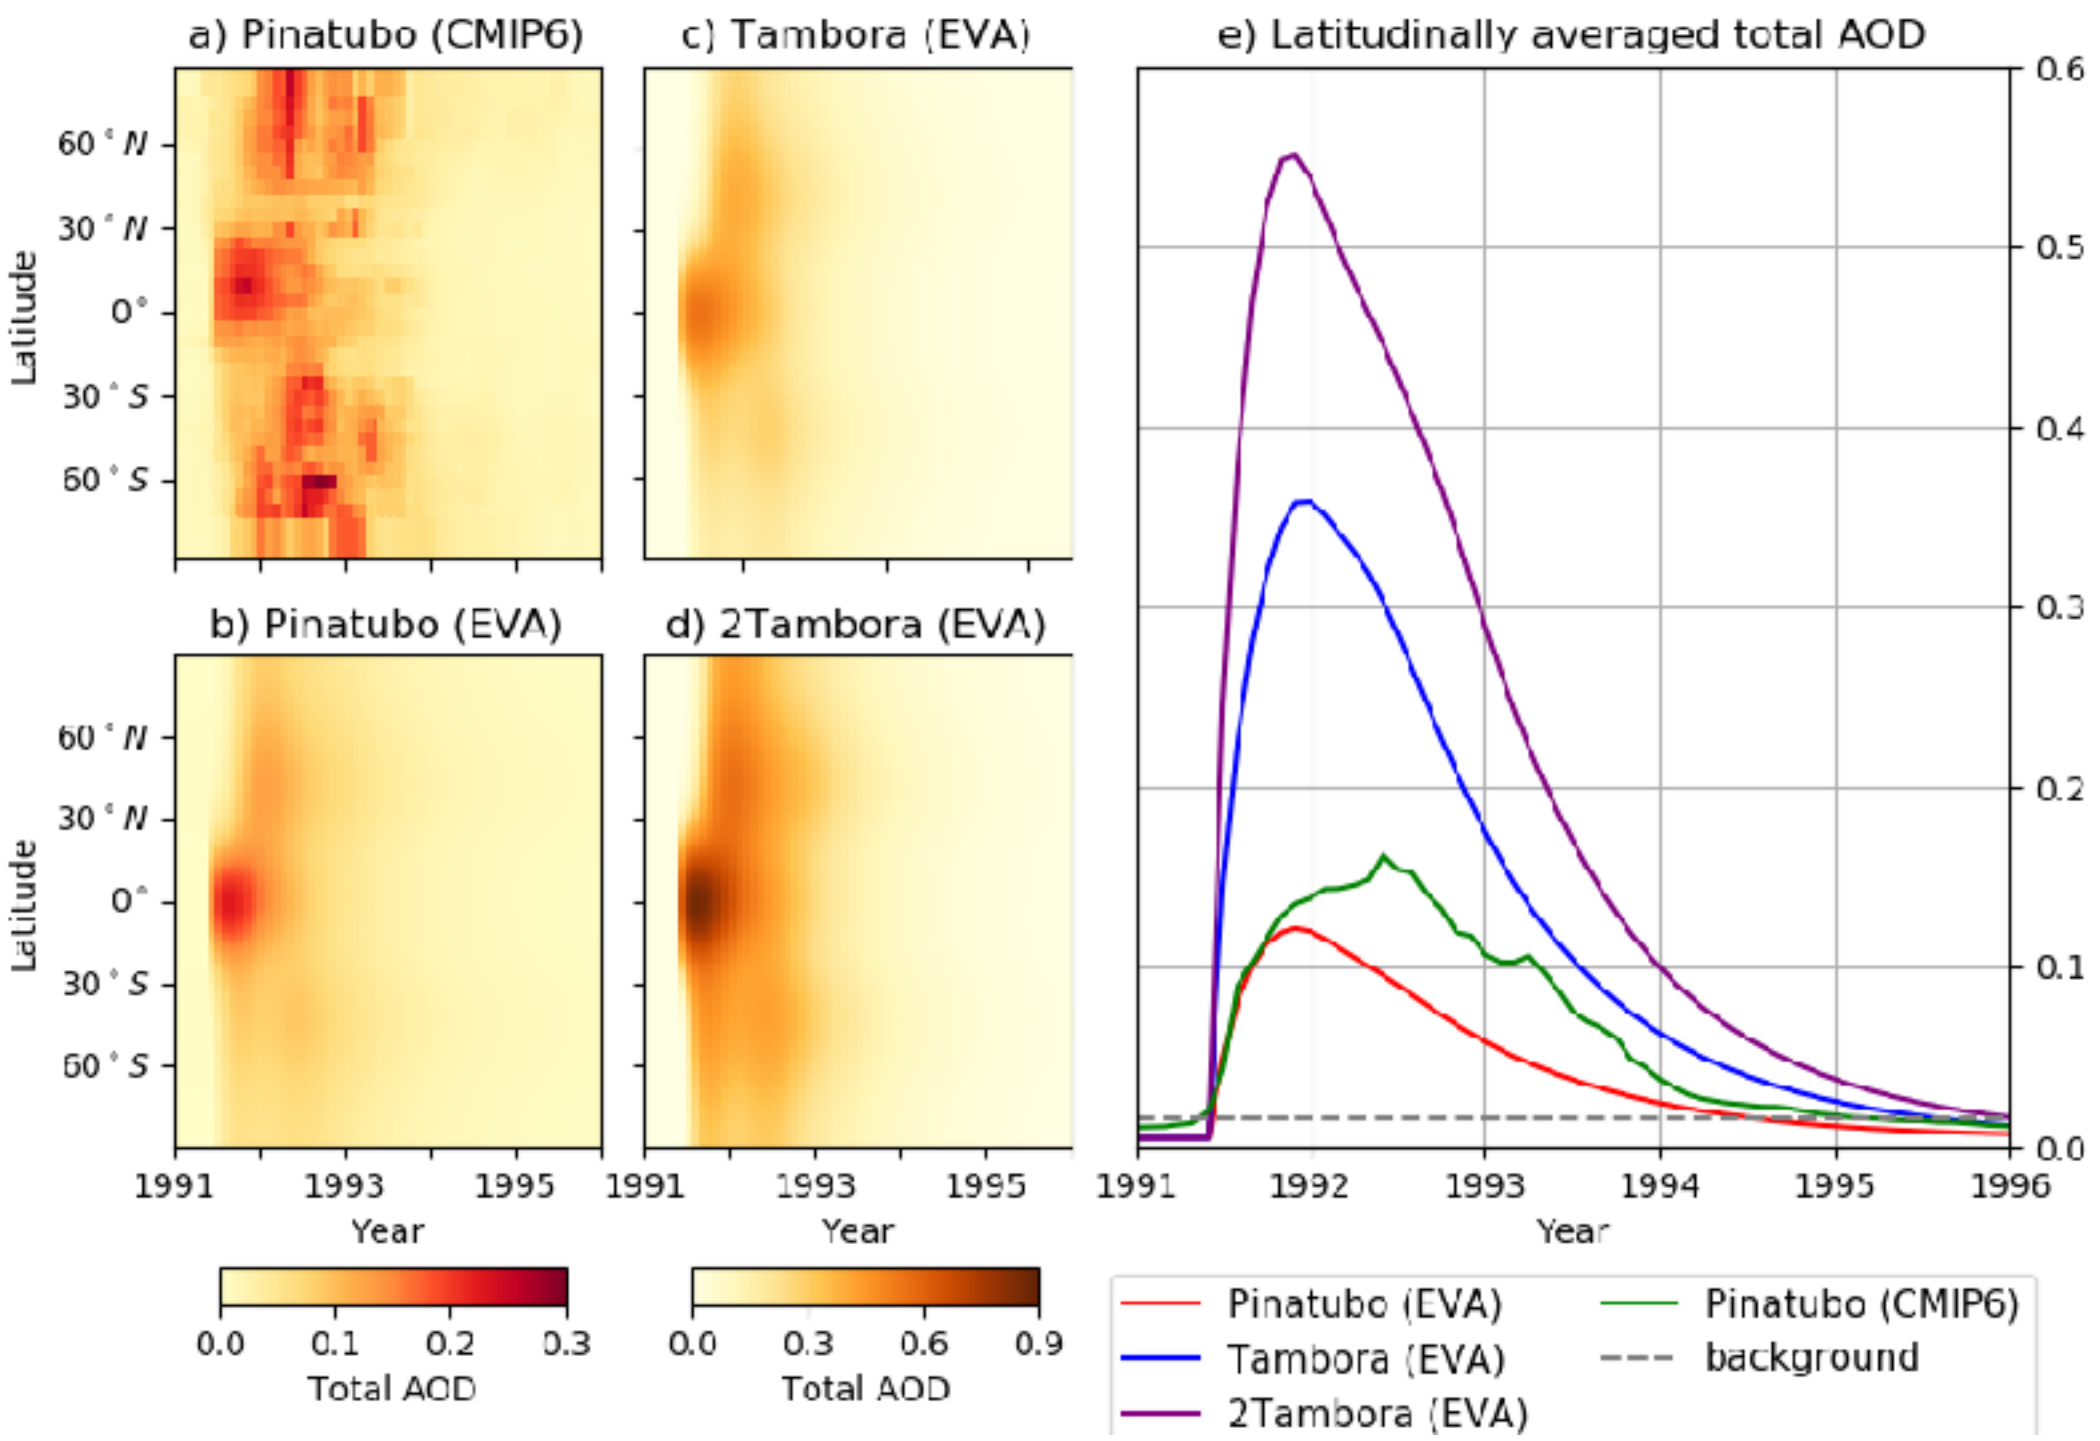 a) Pinatubo (CMIP6)
c) Tambora (EVA)
e) Latitudinally averaged total AOD
60°N
30°N
0°
30°S
60°S
Latitude
b) Pinatubo (EVA)
d) 2Tambora (EVA)
60°N
30°N
0°
30°S
60°S
Latitude
1991 1993 1995
Year
1991 1993 1995
Year
0.6
0.5
0.4
0.3
0.2
0.1
0.0
1991 1992 1993 1994 1995 1996
Year
0.0 0.1 0.2 0.3
Total AOD
0.0 0.3 0.6 0.9
Total AOD
Pinatubo (EVA)
Tambora (EVA)
2Tambora (EVA)
Pinatubo (CMIP6)
background